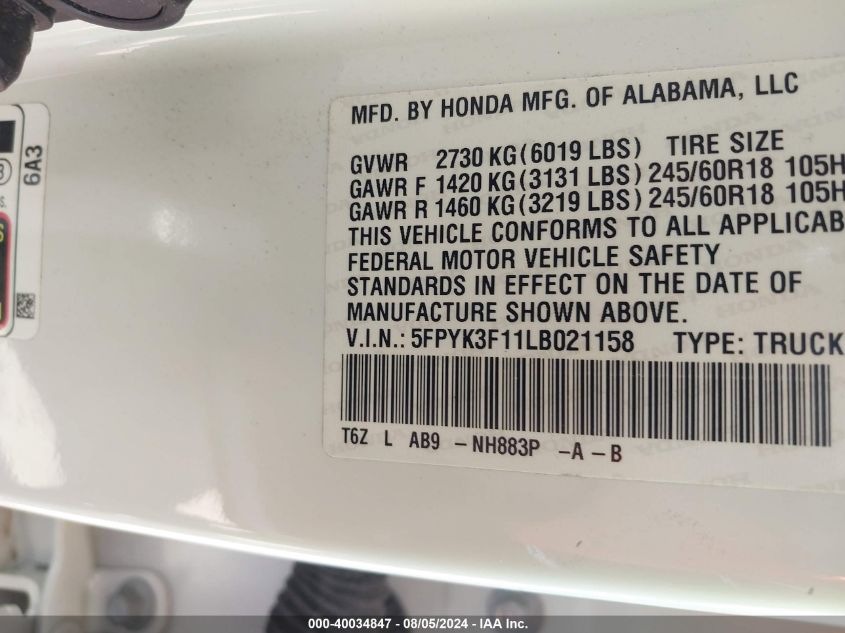 MFD. BY HONDA MFG. OF ALABAMA, LLC
GVWR 2730 KG (6019 LBS) TIRE SIZE
GAWR F 1420 KG (3131 LBS) 245/60R18 105H
GAWR R 1460 KG (3219 LBS) 245/60R18 105H
THIS VEHICLE CONFORMS TO ALL APPLICAB
FEDERAL MOTOR VEHICLE SAFETY
STANDARDS IN EFFECT ON THE DATE OF
MANUFACTURE SHOWN ABOVE.
V.I.N.: 5FPYK3F11LB021158 TYPE: TRUCK
T6Z L AB9 -NH883P -A -B
6A3
000-40034847 — 08/05/2024 — Copyright © 2024 IAA, Inc.